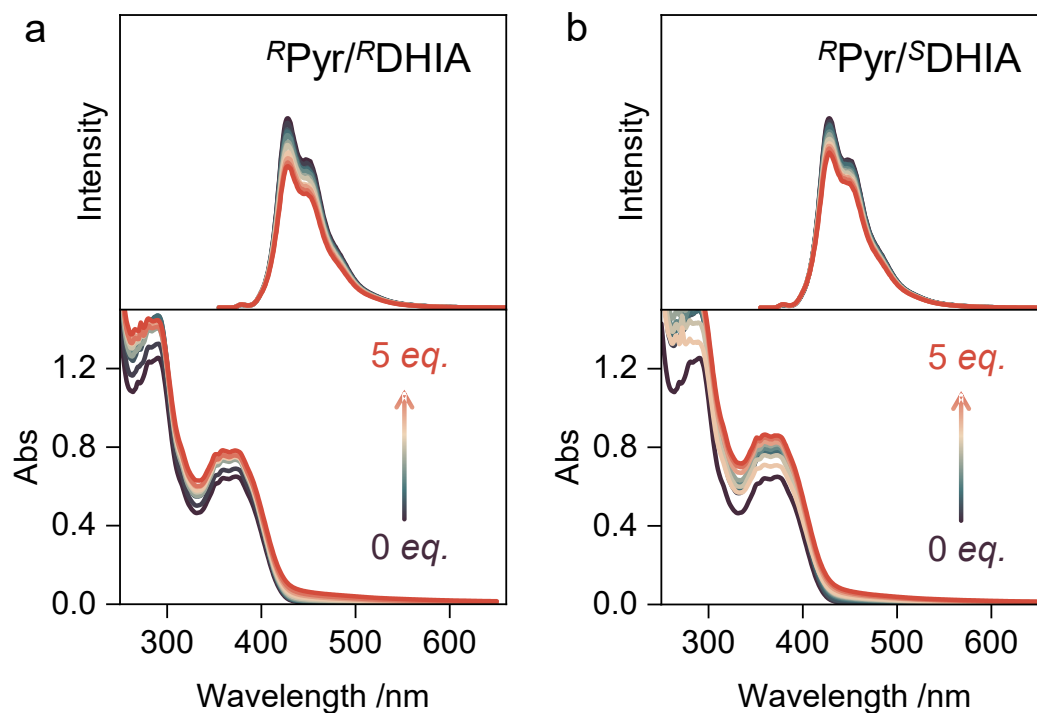 a
ᴿPyr/ᴿDHIA
Intensity
Abs
1.2
0.8
0.4
0.0
5 eq.
0 eq.
300 400 500 600
Wavelength /nm
b
ᴿPyr/ˢDHIA
Intensity
Abs
1.2
0.8
0.4
0.0
5 eq.
0 eq.
300 400 500 600
Wavelength /nm